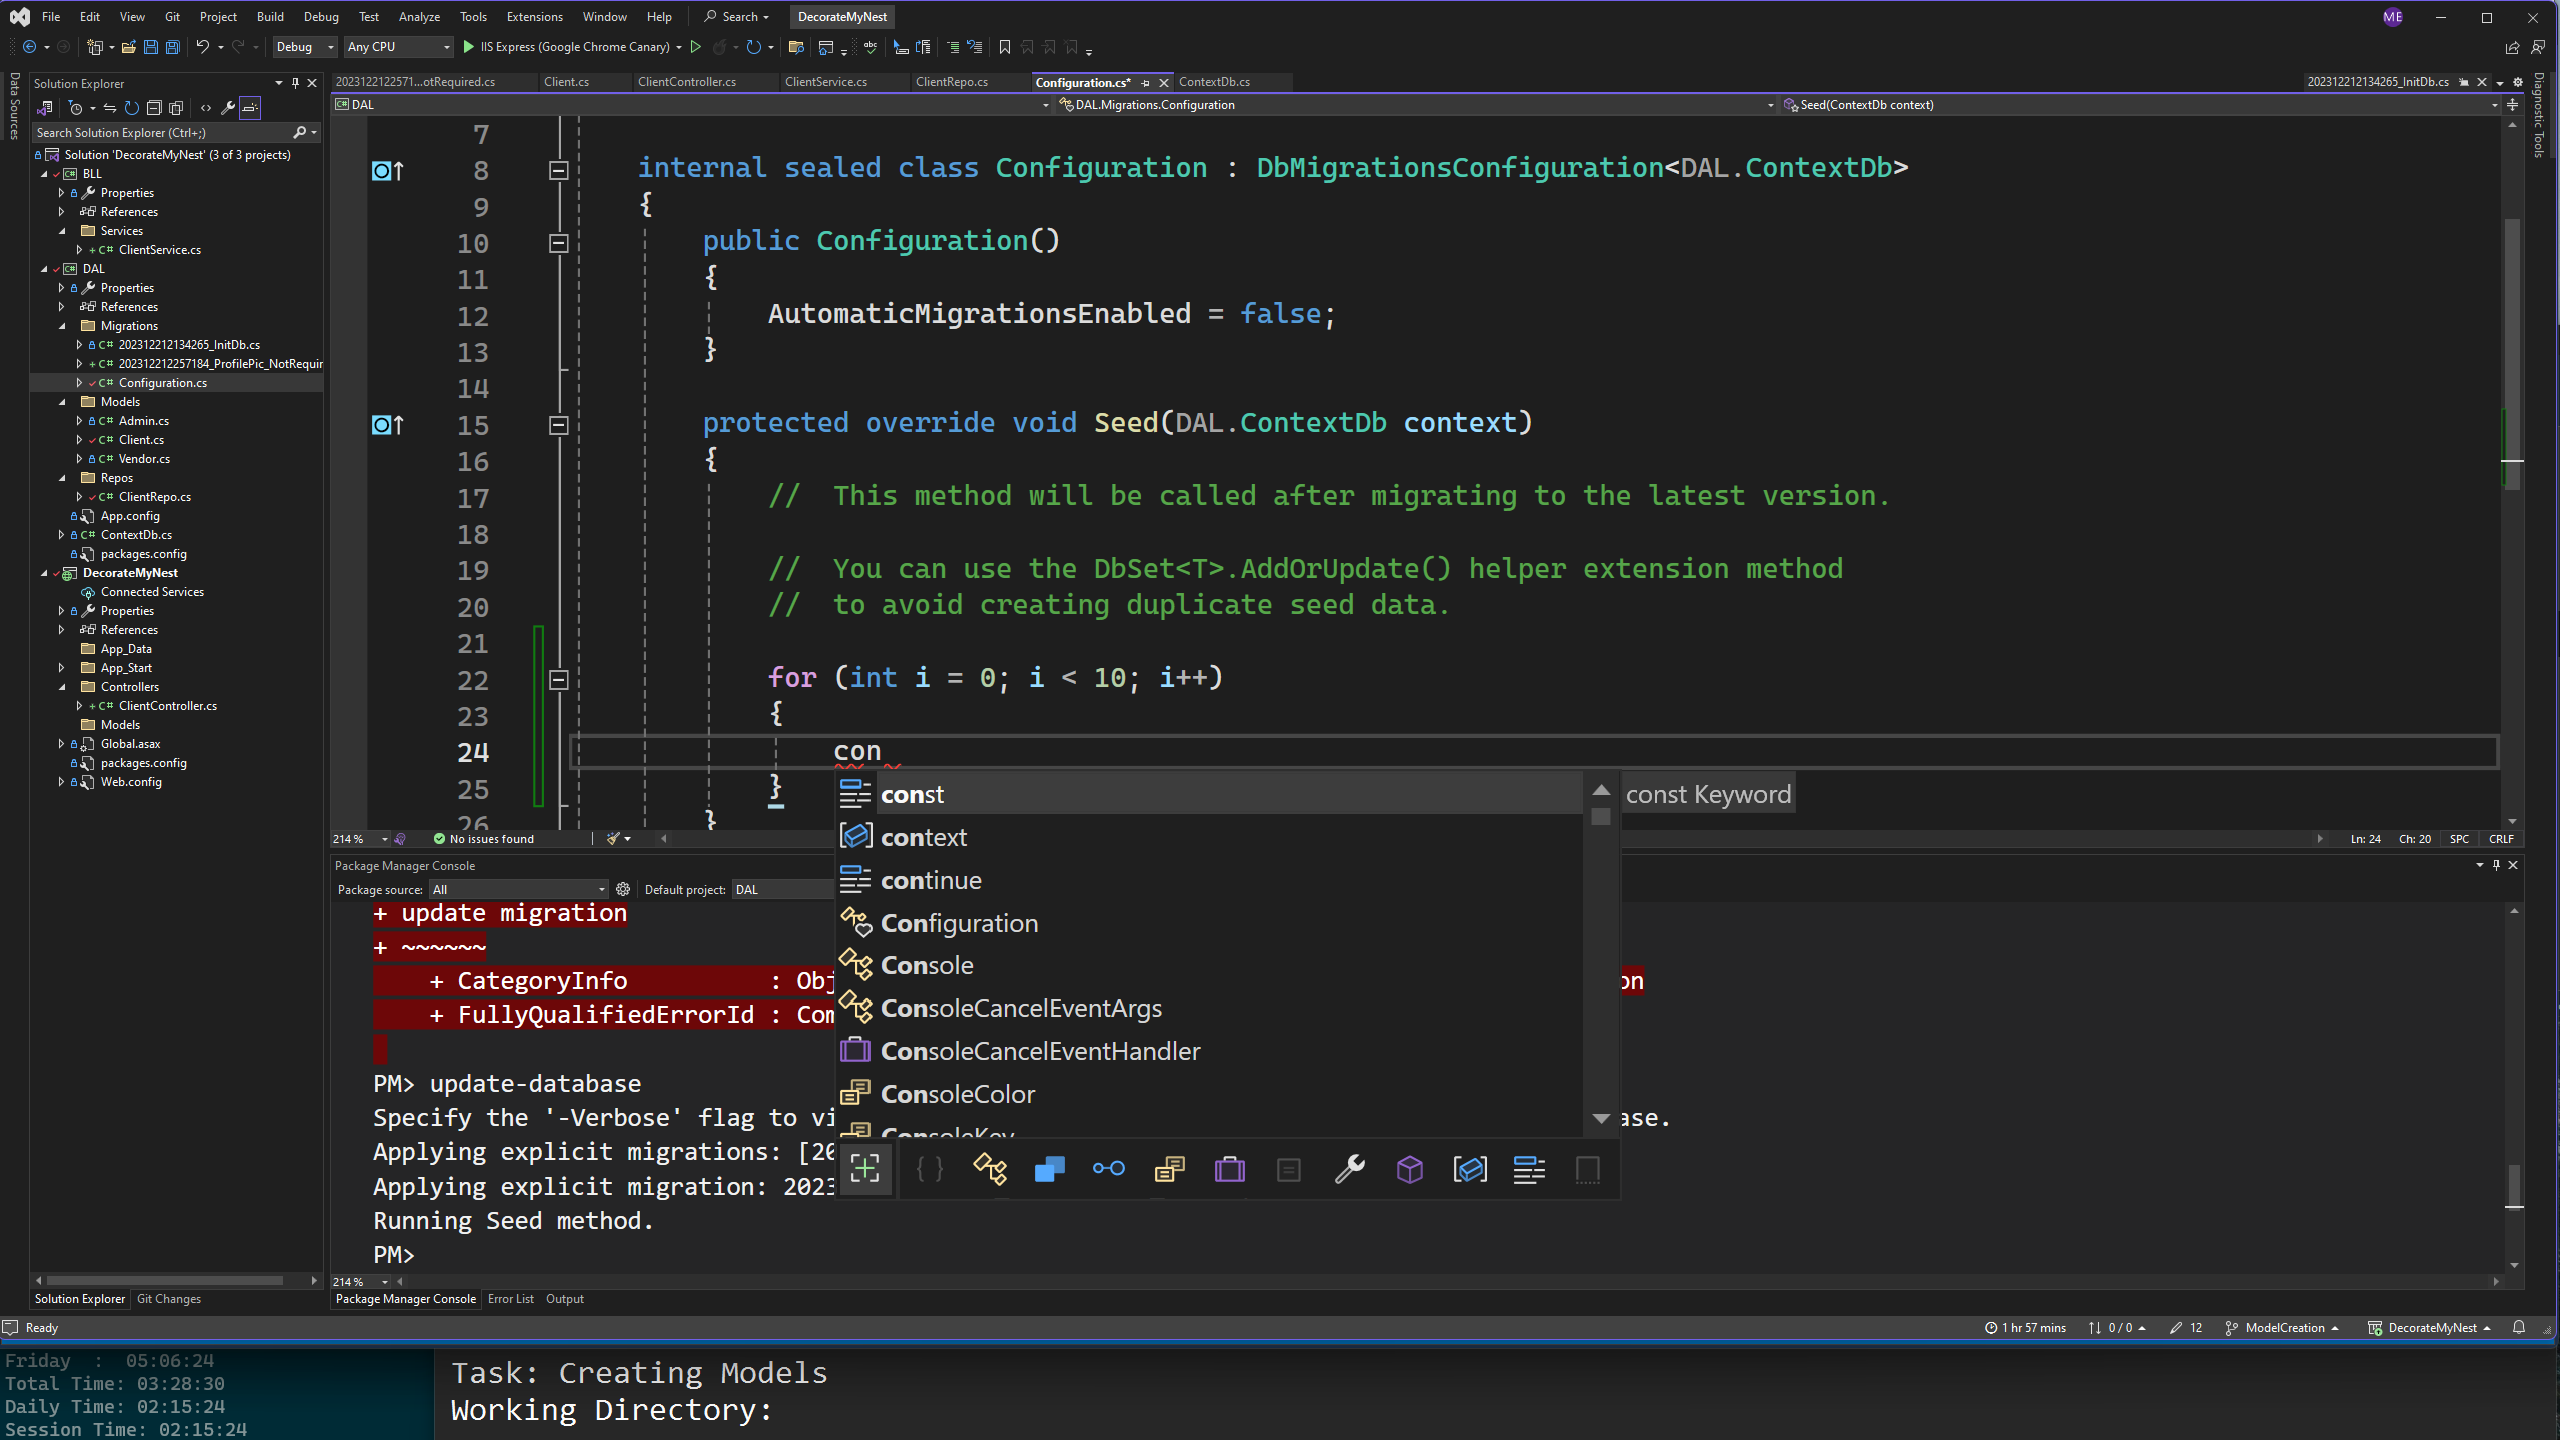 File Edit View Git Project Build Debug Test Analyze Tools Extensions Window Help Search DecorateMyNest ME
Debug Any CPU IIS Express (Google Chrome Canary)
Data Sources
Solution Explorer
Search Solution Explorer (Ctrl+;)
Solution 'DecorateMyNest' (3 of 3 projects)
BLL
Properties
References
Services
C# ClientService.cs
DAL
Properties
References
Migrations
C# 202312212134265_InitDb.cs
C# 202312212257184_ProfilePic_NotRequir
C# Configuration.cs
Models
C# Admin.cs
C# Client.cs
C# Vendor.cs
Repos
C# ClientRepo.cs
App.config
C# ContextDb.cs
packages.config
DecorateMyNest
Connected Services
Properties
References
App_Data
App_Start
Controllers
C# ClientController.cs
Models
Global.asax
packages.config
Web.config
Solution Explorer Git Changes
2023122122571...otRequired.cs Client.cs ClientController.cs ClientService.cs ClientRepo.cs Configuration.cs* ContextDb.cs 202312212134265_InitDb.cs
DAL DAL.Migrations.Configuration Seed(ContextDb context)
Diagnostic Tools
7
8 internal sealed class Configuration : DbMigrationsConfiguration<DAL.ContextDb>
9 {
10 public Configuration()
11 {
12 AutomaticMigrationsEnabled = false;
13 }
14
15 protected override void Seed(DAL.ContextDb context)
16 {
17 // This method will be called after migrating to the latest version.
18
19 // You can use the DbSet<T>.AddOrUpdate() helper extension method
20 // to avoid creating duplicate seed data.
21
22 for (int i = 0; i < 10; i++)
23 {
24 con
25 }
26 }
const
context
continue
Configuration
Console
ConsoleCancelEventArgs
ConsoleCancelEventHandler
ConsoleColor
ConsoleKey
const Keyword
214 % No issues found Ln: 24 Ch: 20 SPC CRLF
Package Manager Console
Package source: All Default project: DAL
+ update migration
+ ~~~~~~
+ CategoryInfo : Obj on
+ FullyQualifiedErrorId : Com
PM> update-database
Specify the '-Verbose' flag to vi ase.
Applying explicit migrations: [20
Applying explicit migration: 2023
Running Seed method.
PM>
214 %
Package Manager Console Error List Output
Ready 1 hr 57 mins 0 / 0 12 ModelCreation DecorateMyNest
Friday : 05:06:24
Total Time: 03:28:30
Daily Time: 02:15:24
Session Time: 02:15:24
Task: Creating Models
Working Directory: